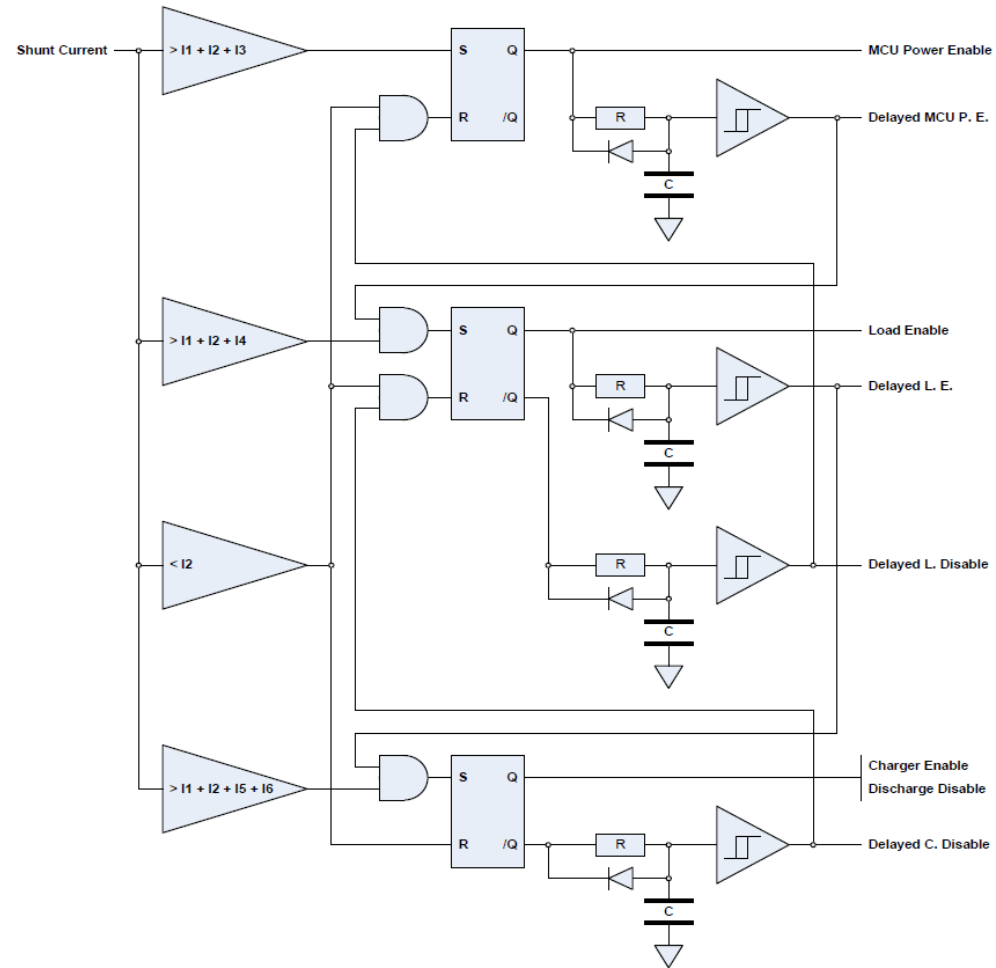 Shunt Current
> I1 + I2 + I3
S
Q
MCU Power Enable
R
/Q
R
Delayed MCU P. E.
C
> I1 + I2 + I4
S
Q
Load Enable
R
/Q
R
Delayed L. E.
C
< I2
R
Delayed L. Disable
C
> I1 + I2 + I5 + I6
S
Q
Charger Enable
Discharge Disable
R
/Q
R
Delayed C. Disable
C